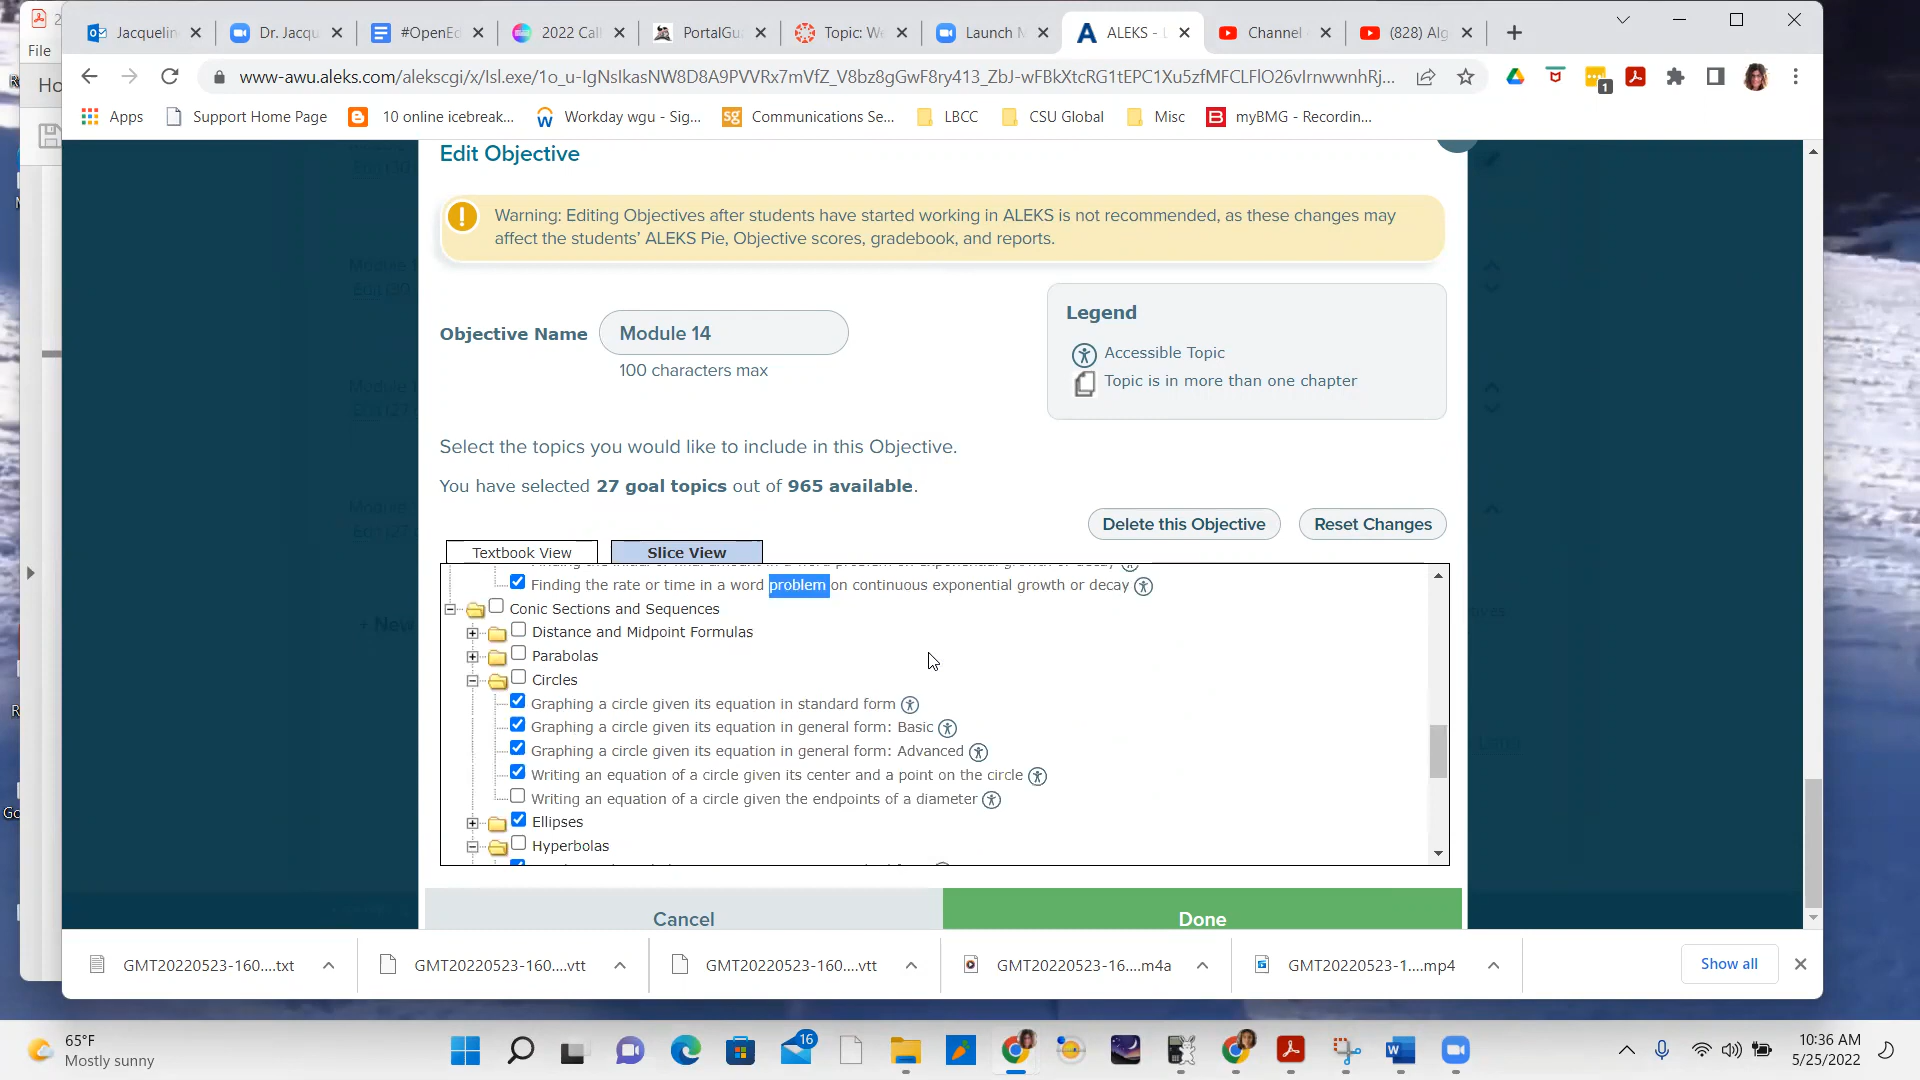 2
Jacquelin
Dr. Jacqu
#OpenEd
2022 Call
PortalGua
Topic: We
Launch M
ALEKS - L
Channel
(828) Alg
File
www-awu.aleks.com/alekscgi/x/Isl.exe/1o_u-IgNsIkasNW8D8A9PVVRx7mVfZ_V8bz8gGwF8ry413_ZbJ-wFBkXtcRG1tEPC1Xu5zfMFCLFlO26vIrnwwnhRj...
1
Ho
Apps
Support Home Page
10 online icebreak...
Workday wgu - Sig...
sg
Communications Se...
LBCC
CSU Global
Misc
myBMG - Recordin...
Edit Objective
Warning: Editing Objectives after students have started working in ALEKS is not recommended, as these changes may
affect the students' ALEKS Pie, Objective scores, gradebook, and reports.
Objective Name
Module 14
100 characters max
Legend
Accessible Topic
Topic is in more than one chapter
Select the topics you would like to include in this Objective.
You have selected 27 goal topics out of 965 available.
Delete this Objective
Reset Changes
Textbook View
Slice View
Finding the rate or time in a word problem on continuous exponential growth or decay
Conic Sections and Sequences
Distance and Midpoint Formulas
Parabolas
Circles
Graphing a circle given its equation in standard form
Graphing a circle given its equation in general form: Basic
Graphing a circle given its equation in general form: Advanced
Writing an equation of a circle given its center and a point on the circle
Writing an equation of a circle given the endpoints of a diameter
Ellipses
Hyperbolas
+ New
Cancel
Done
GMT20220523-160....txt
GMT20220523-160....vtt
GMT20220523-160....vtt
GMT20220523-16....m4a
GMT20220523-1....mp4
Show all
65°F
Mostly sunny
16
10:36 AM
5/25/2022